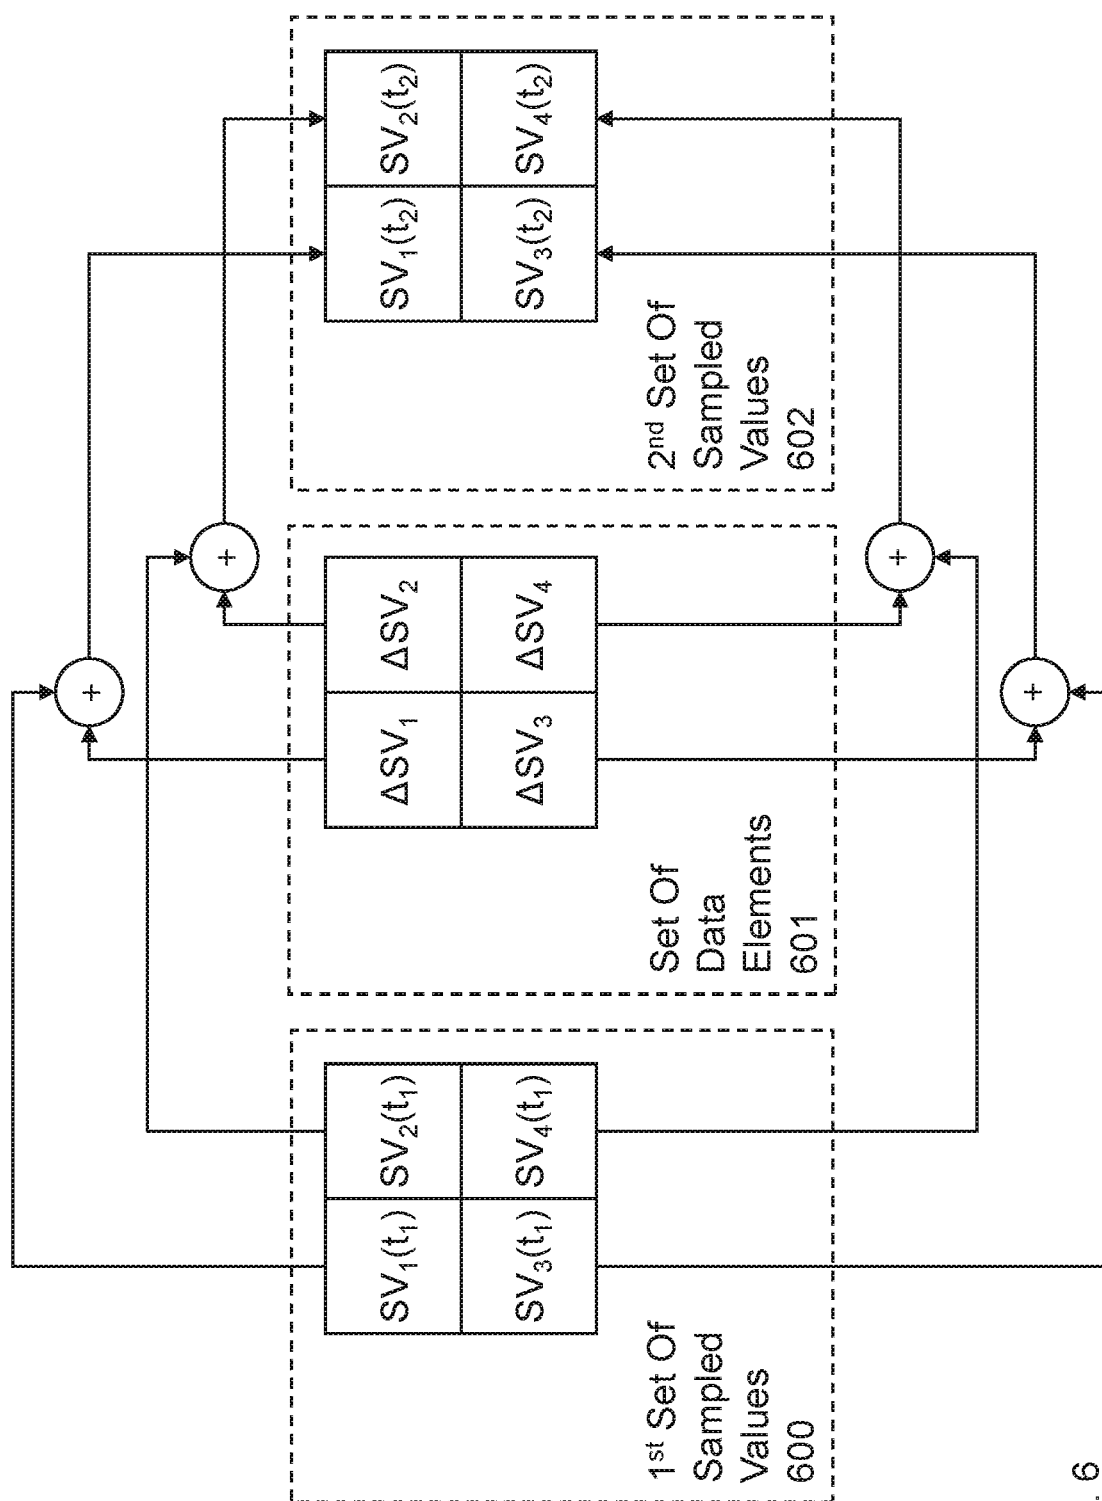 SV1(t1) SV2(t1)
SV3(t1) SV4(t1)
1st Set Of
Sampled
Values
600
+
+
ΔSV1 ΔSV2
ΔSV3 ΔSV4
Set Of
Data
Elements
601
+
+
SV1(t2) SV2(t2)
SV3(t2) SV4(t2)
2nd Set Of
Sampled
Values
602
. 6